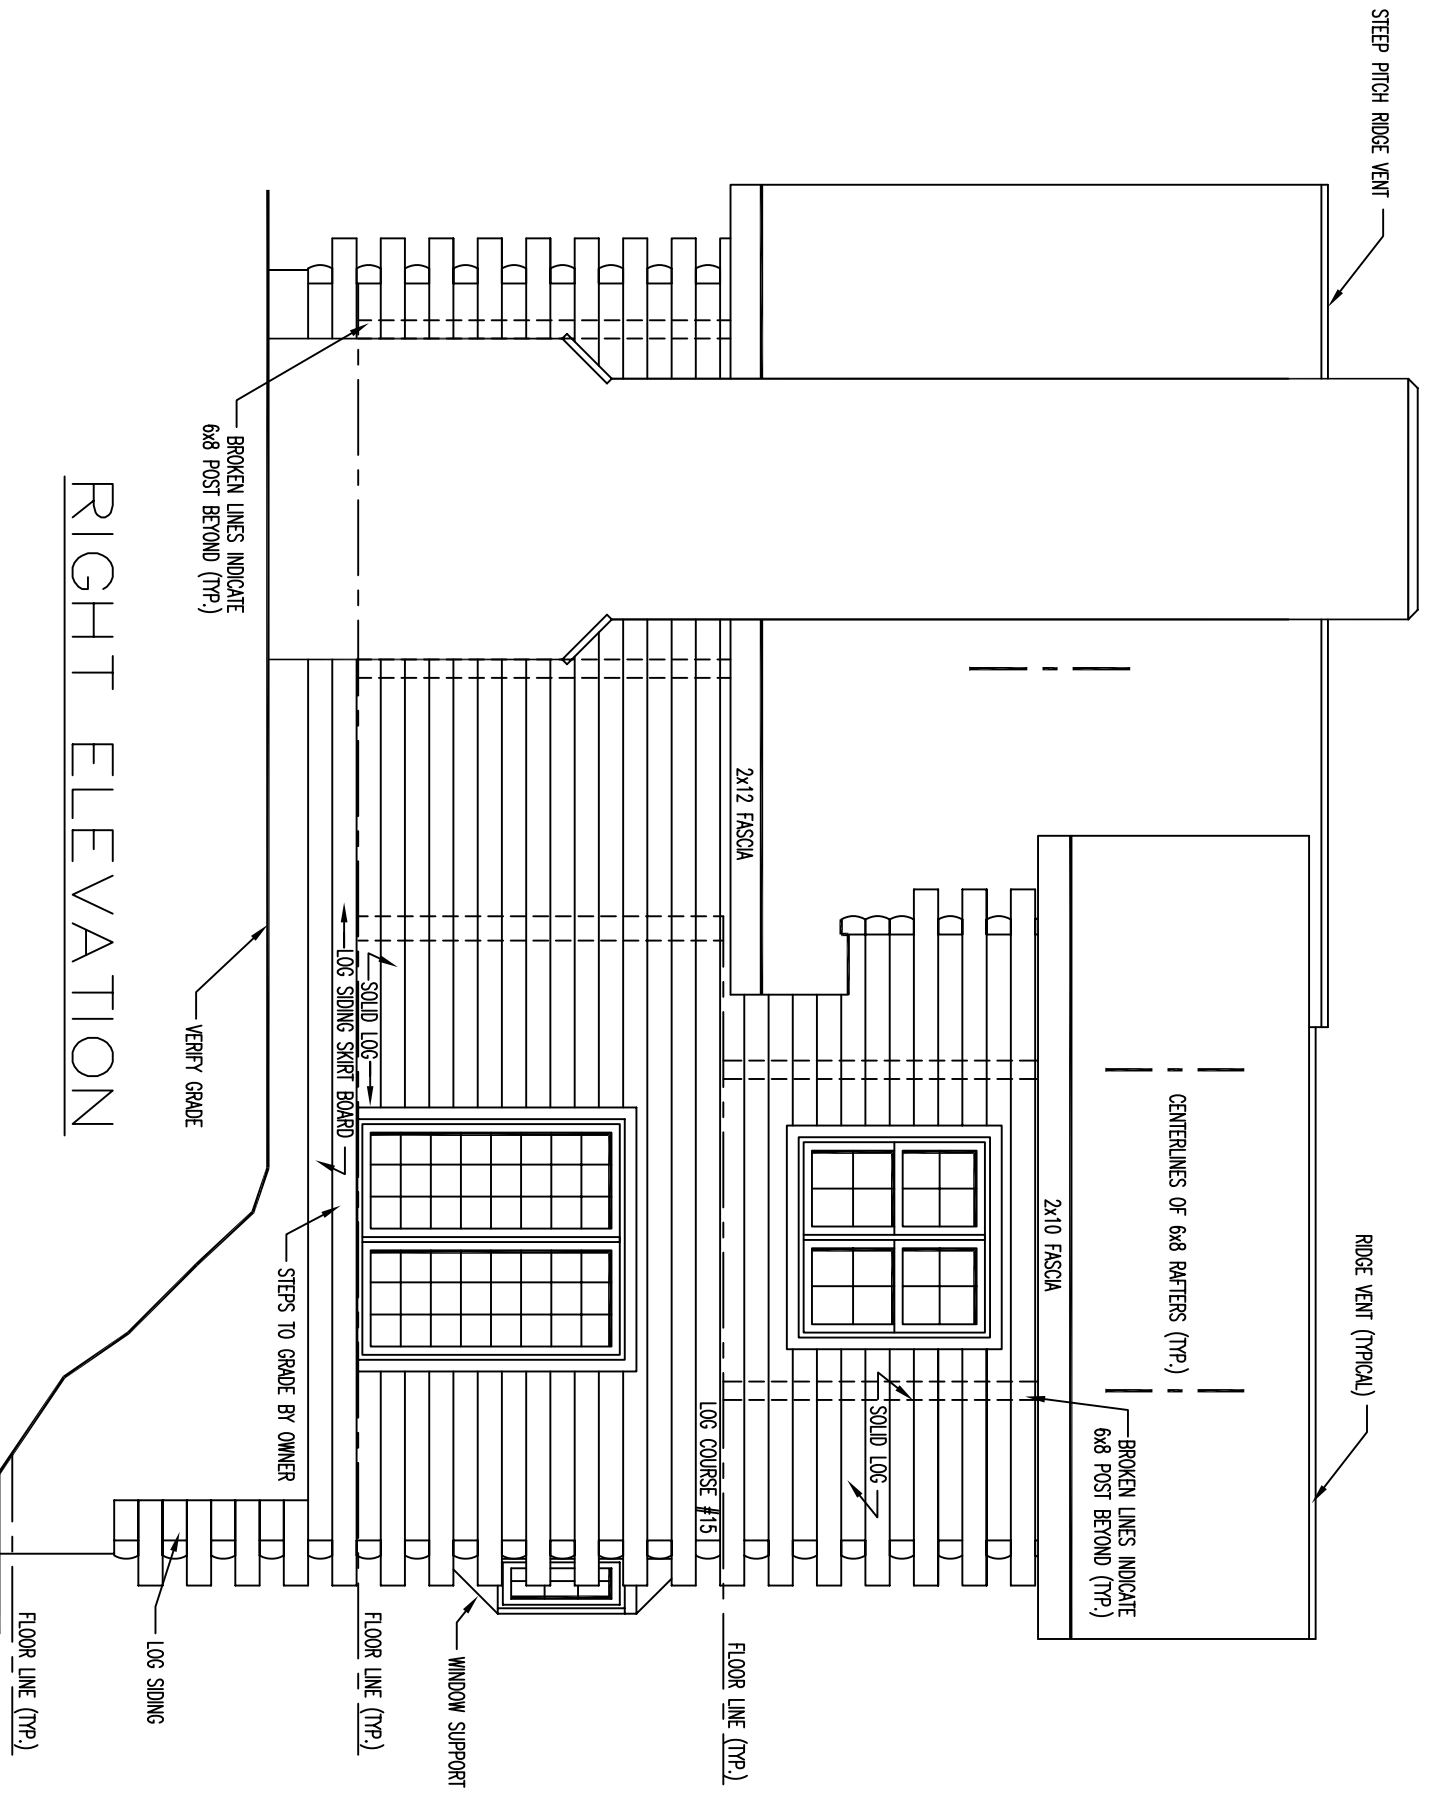 STEEP PITCH RIDGE VENT
RIDGE VENT (TYPICAL)
CENTERLINES OF 6x8 RAFTERS (TYP.)
BROKEN LINES INDICATE
6x8 POST BEYOND (TYP.)
2x10 FASCIA
SOLID LOG
2x12 FASCIA
FLOOR LINE (TYP.)
LOG COURSE #15
WINDOW SUPPORT
SOLID LOG
FLOOR LINE (TYP.)
LOG SIDING SKIRT BOARD
STEPS TO GRADE BY OWNER
BROKEN LINES INDICATE
6x8 POST BEYOND (TYP.)
VERIFY GRADE
LOG SIDING
RIGHT ELEVATION
FLOOR LINE (TYP.)